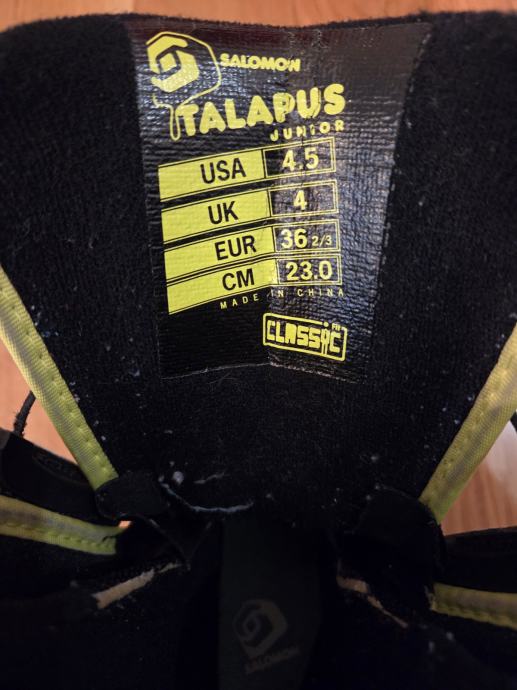 SALOMON
TALAPUS
JUNIOR
USA 4.5
UK 4
EUR 36 2/3
CM 23.0
MADE IN CHINA
CLASSIC FIT
SALOMON